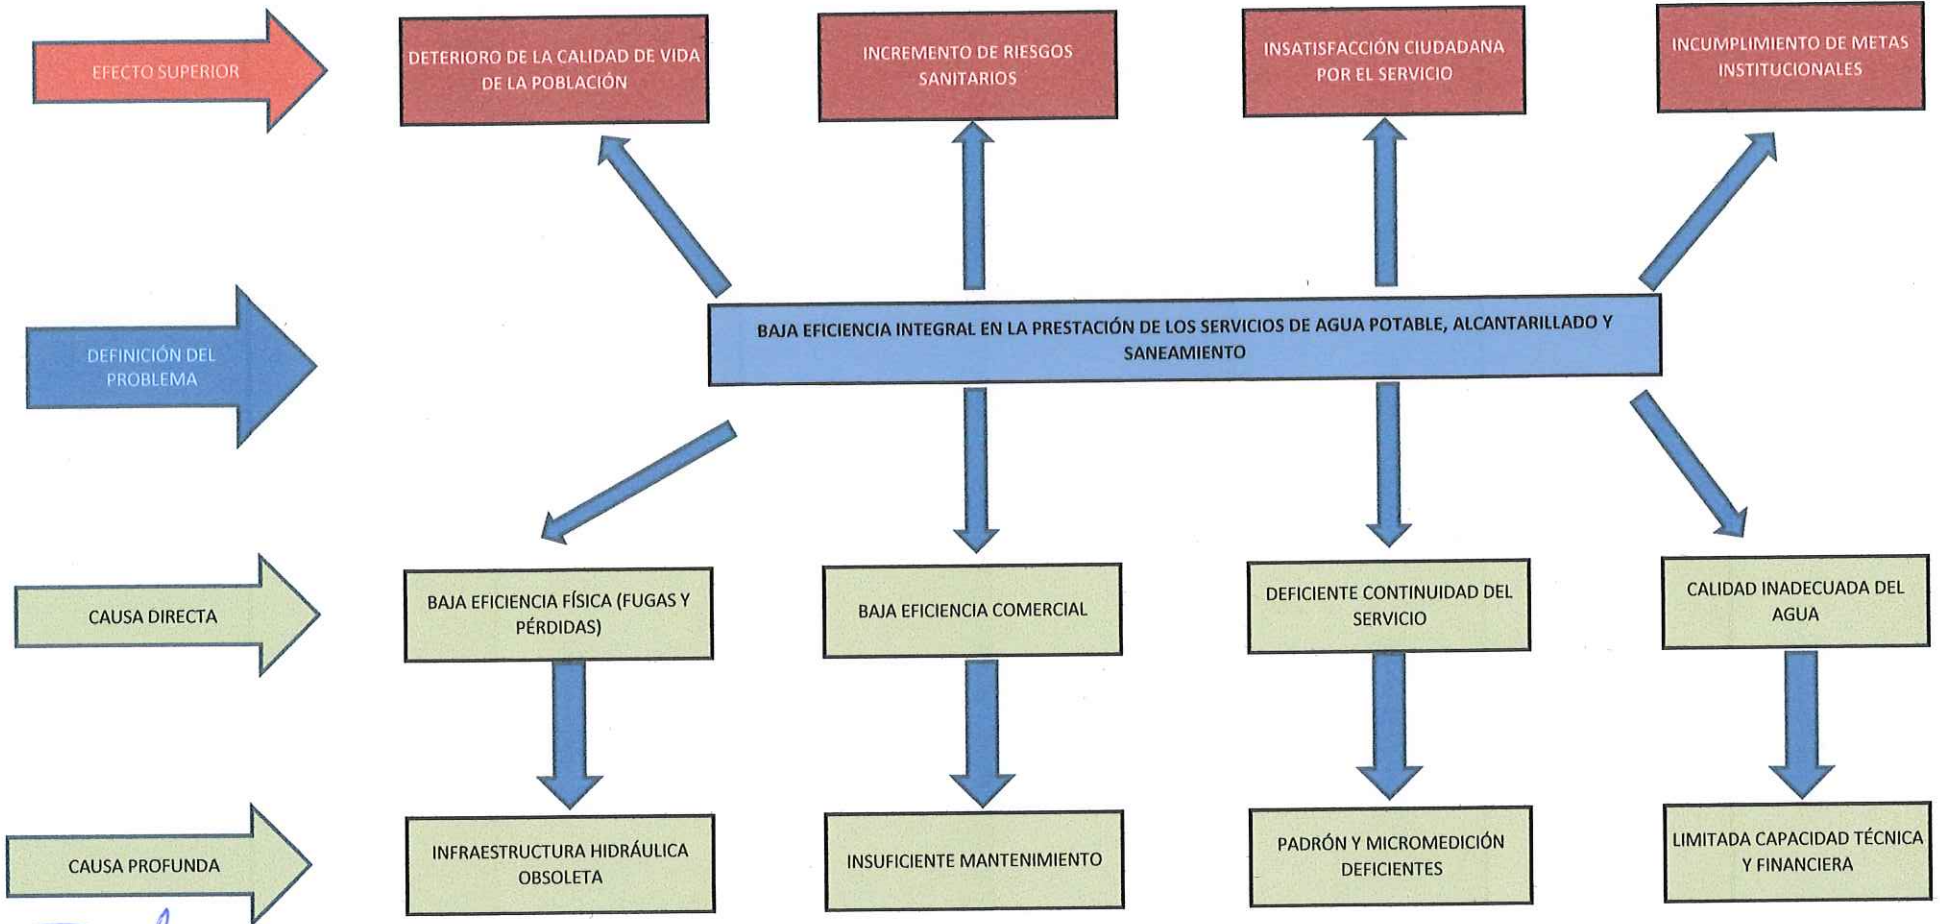 EFECTO SUPERIOR
DETERIORO DE LA CALIDAD DE VIDA
DE LA POBLACIÓN
INCREMENTO DE RIESGOS
SANITARIOS
INSATISFACCIÓN CIUDADANA
POR EL SERVICIO
INCUMPLIMIENTO DE METAS
INSTITUCIONALES
DEFINICIÓN DEL
PROBLEMA
BAJA EFICIENCIA INTEGRAL EN LA PRESTACIÓN DE LOS SERVICIOS DE AGUA POTABLE, ALCANTARILLADO Y
SANEAMIENTO
CAUSA DIRECTA
BAJA EFICIENCIA FÍSICA (FUGAS Y
PÉRDIDAS)
BAJA EFICIENCIA COMERCIAL
DEFICIENTE CONTINUIDAD DEL
SERVICIO
CALIDAD INADECUADA DEL
AGUA
CAUSA PROFUNDA
INFRAESTRUCTURA HIDRÁULICA
OBSOLETA
INSUFICIENTE MANTENIMIENTO
PADRÓN Y MICROMEDICIÓN
DEFICIENTES
LIMITADA CAPACIDAD TÉCNICA
Y FINANCIERA